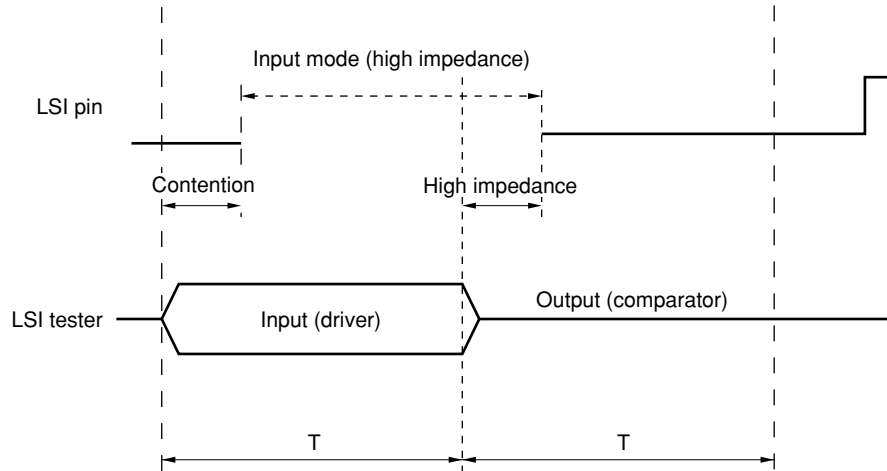 Input mode (high impedance)
LSI pin
Contention
High impedance
LSI tester
Input (driver)
Output (comparator)
T
T